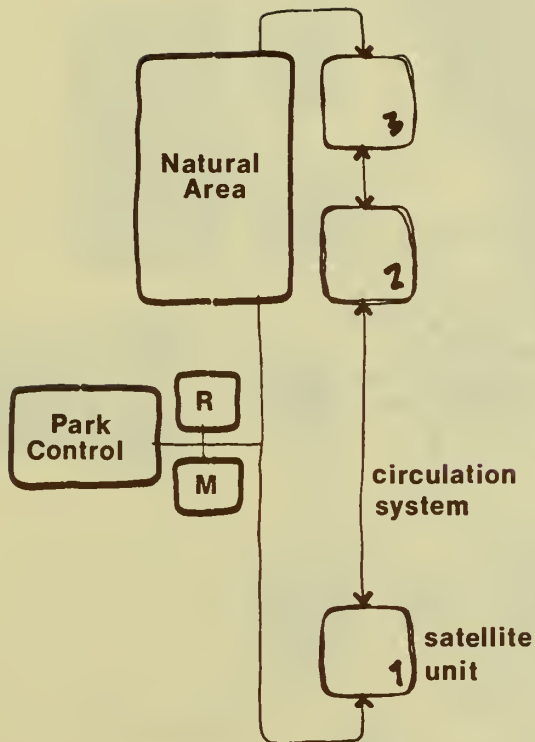 3
Natural
Area
2
R
Park
Control
M
circulation
system
satellite
unit
1